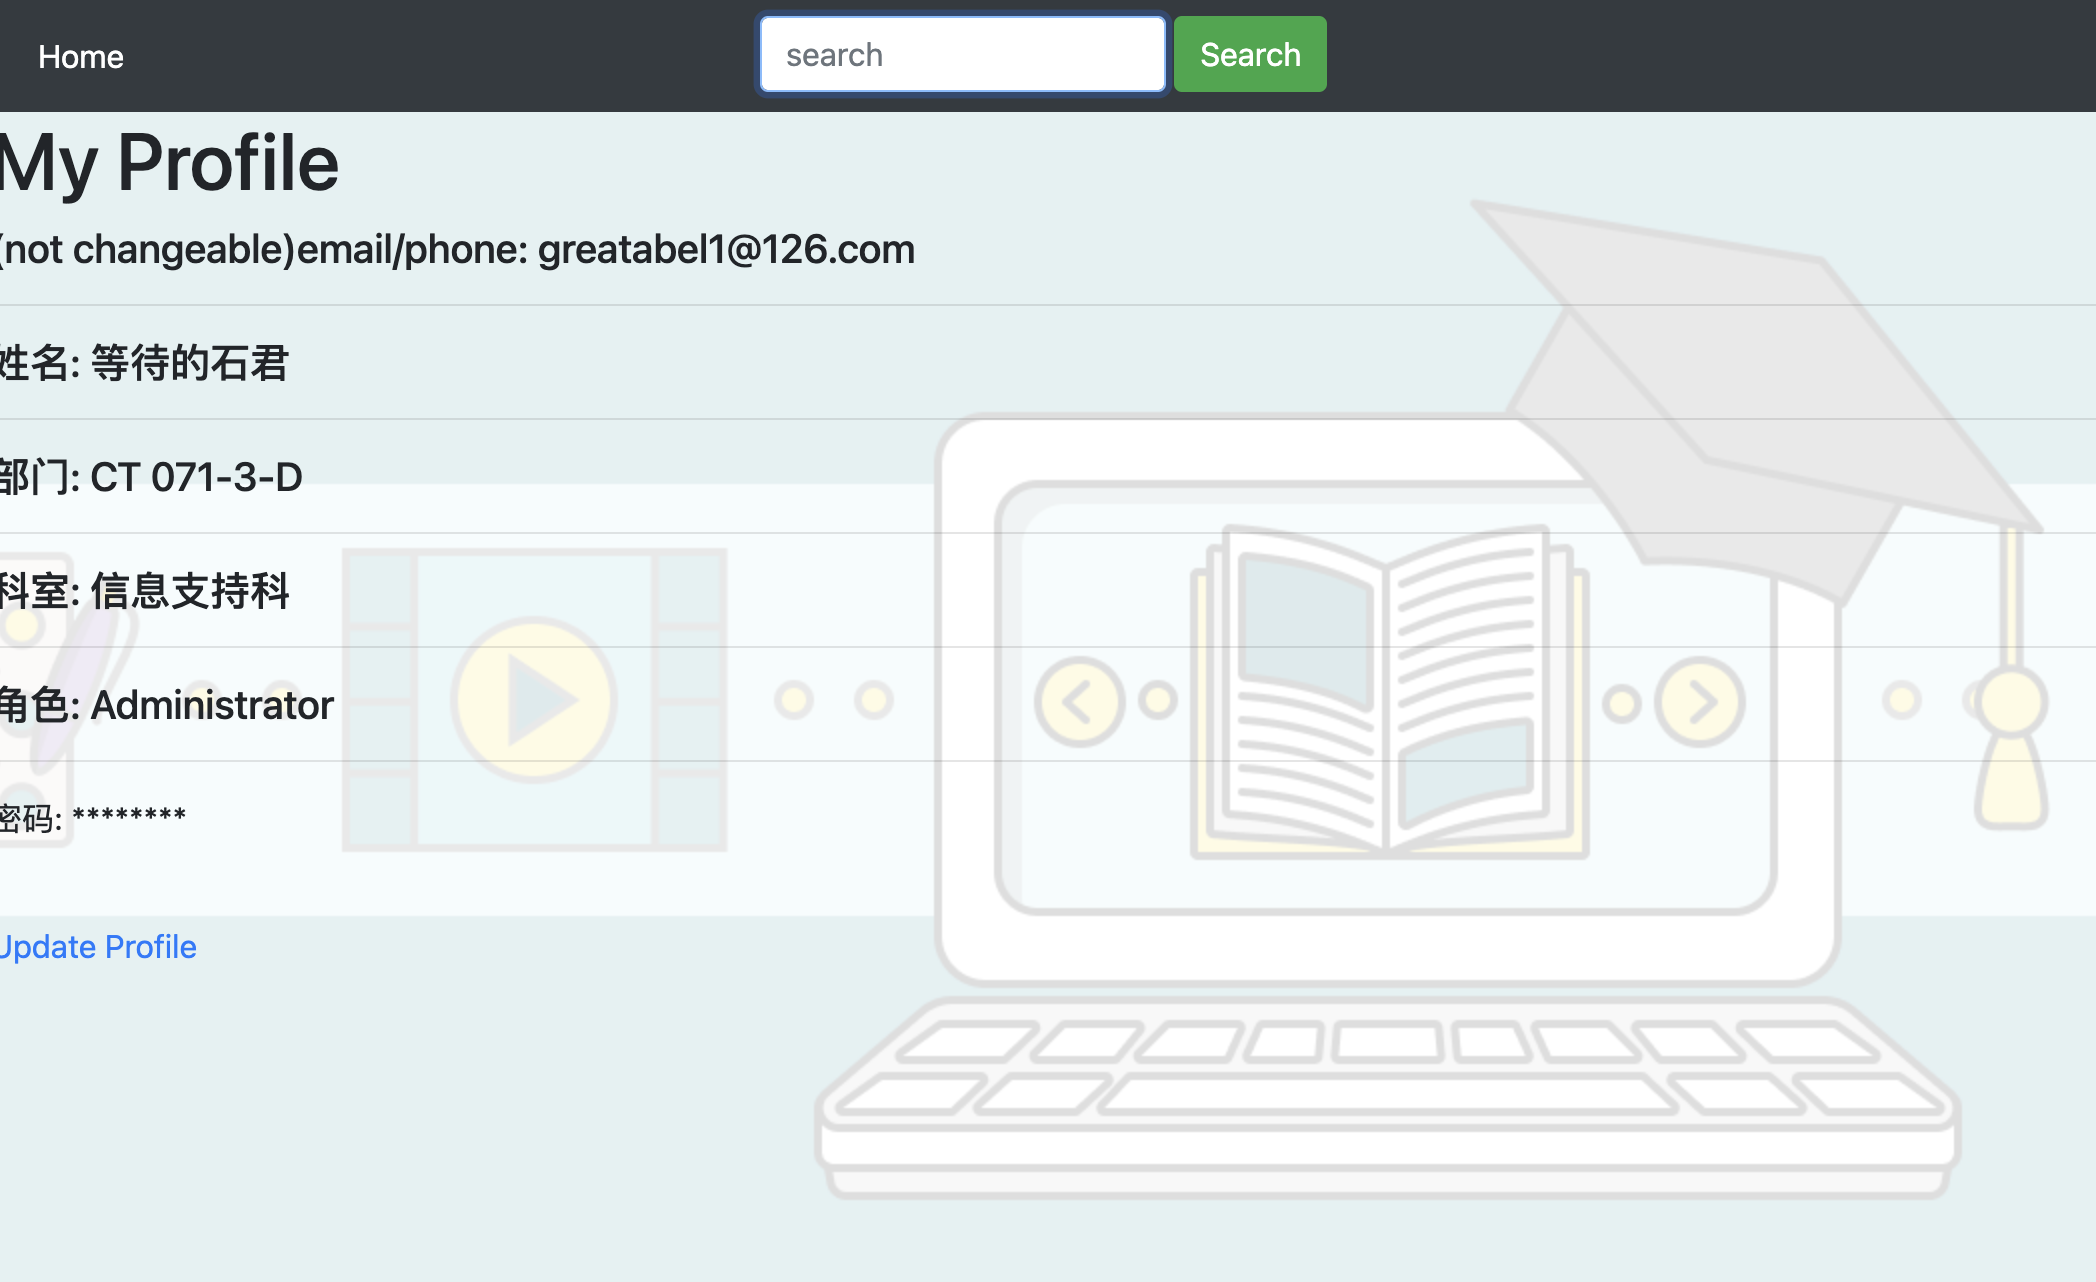 Home
search
Search
My Profile
(not changeable)email/phone: greatabel1@126.com
姓名: 等待的石君
部门: CT 071-3-D
科室: 信息支持科
角色: Administrator
密码: ********
Update Profile